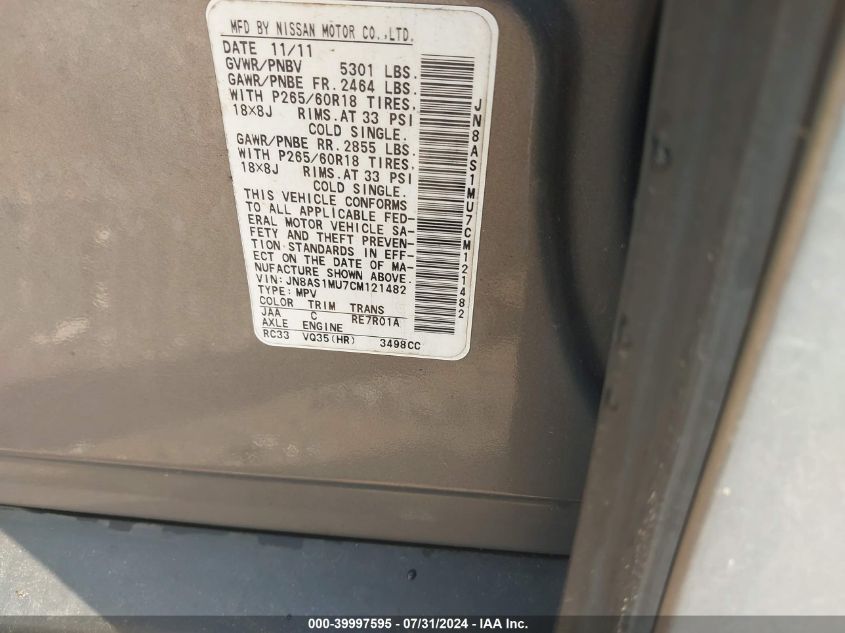 MFD BY NISSAN MOTOR CO.,LTD.
DATE 11/11
GVWR/PNBV 5301 LBS.
GAWR/PNBE FR. 2464 LBS.
WITH P265/60R18 TIRES.
18×8J RIMS. AT 33 PSI
COLD SINGLE.
GAWR/PNBE RR. 2855 LBS.
WITH P265/60R18 TIRES.
18×8J RIMS. AT 33 PSI
COLD SINGLE.
THIS VEHICLE CONFORMS
TO ALL APPLICABLE FED-
ERAL MOTOR VEHICLE SA-
FETY AND THEFT PREVEN-
TION STANDARDS IN EFF-
ECT ON THE DATE OF MA-
NUFACTURE SHOWN ABOVE.
VIN: JN8AS1MU7CM121482
TYPE: MPV
COLOR TRIM TRANS
JAA C RE7R01A
AXLE ENGINE
RC33 VQ35(HR) 3498CC
JN8AS1MU7CM121482
000-39997595 - 07/31/2024 - IAA Inc.